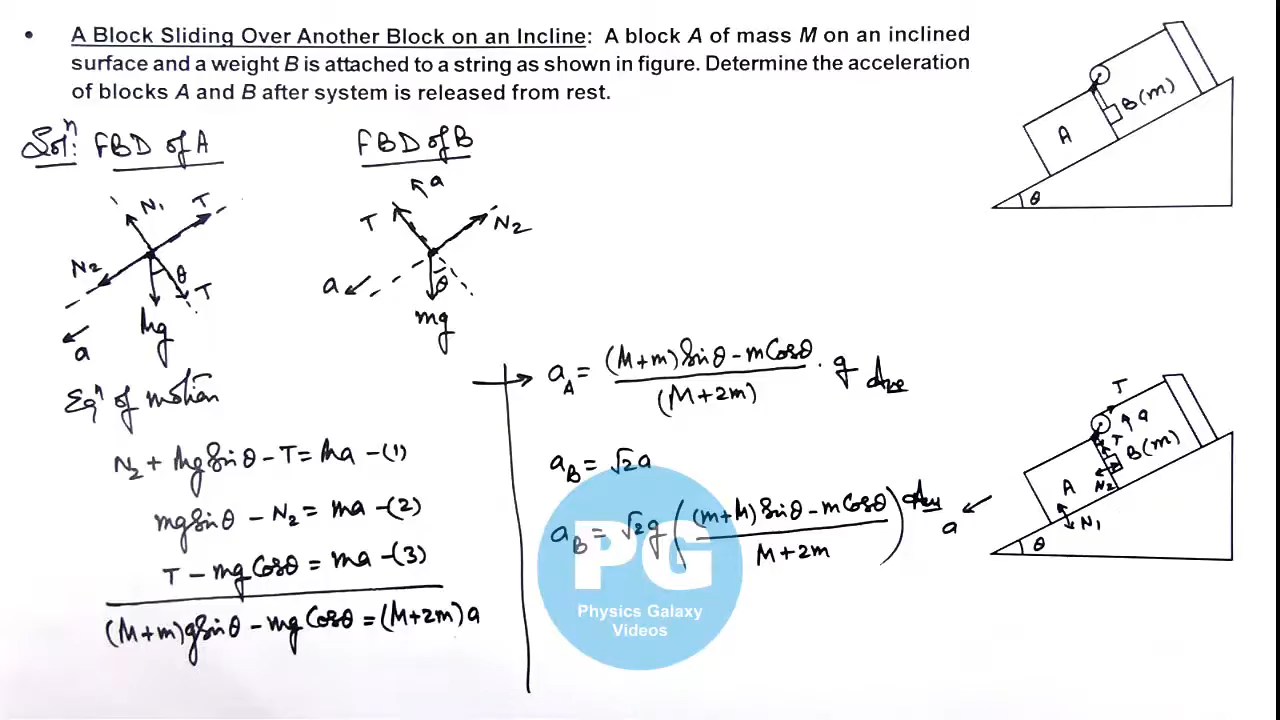 • A Block Sliding Over Another Block on an Incline: A block A of mass M on an inclined
surface and a weight B is attached to a string as shown in figure. Determine the acceleration
of blocks A and B after system is released from rest.
B(m)
A
θ
Solⁿ: FBD of A
FBD of B
N₁
T
N₂
θ
T
Mg
a
a
T
N₂
a
θ
mg
Eqⁿ of motion
N₂ + Mg Sinθ - T = Ma -(1)
mg sinθ - N₂ = ma -(2)
T - mg Cosθ = ma -(3)
(M+m)g Sinθ - mg Cosθ = (M+2m) a
a_A = (M+m) Sinθ - m Cosθ / (M+2m) . g Ans
a_B = √2 a
a_B = √2 g ( (m+M) Sinθ - m Cosθ / M+2m ) Ans
T
a
T
B(m)
A
N₂
N₁
a
θ
PG
Physics Galaxy
Videos